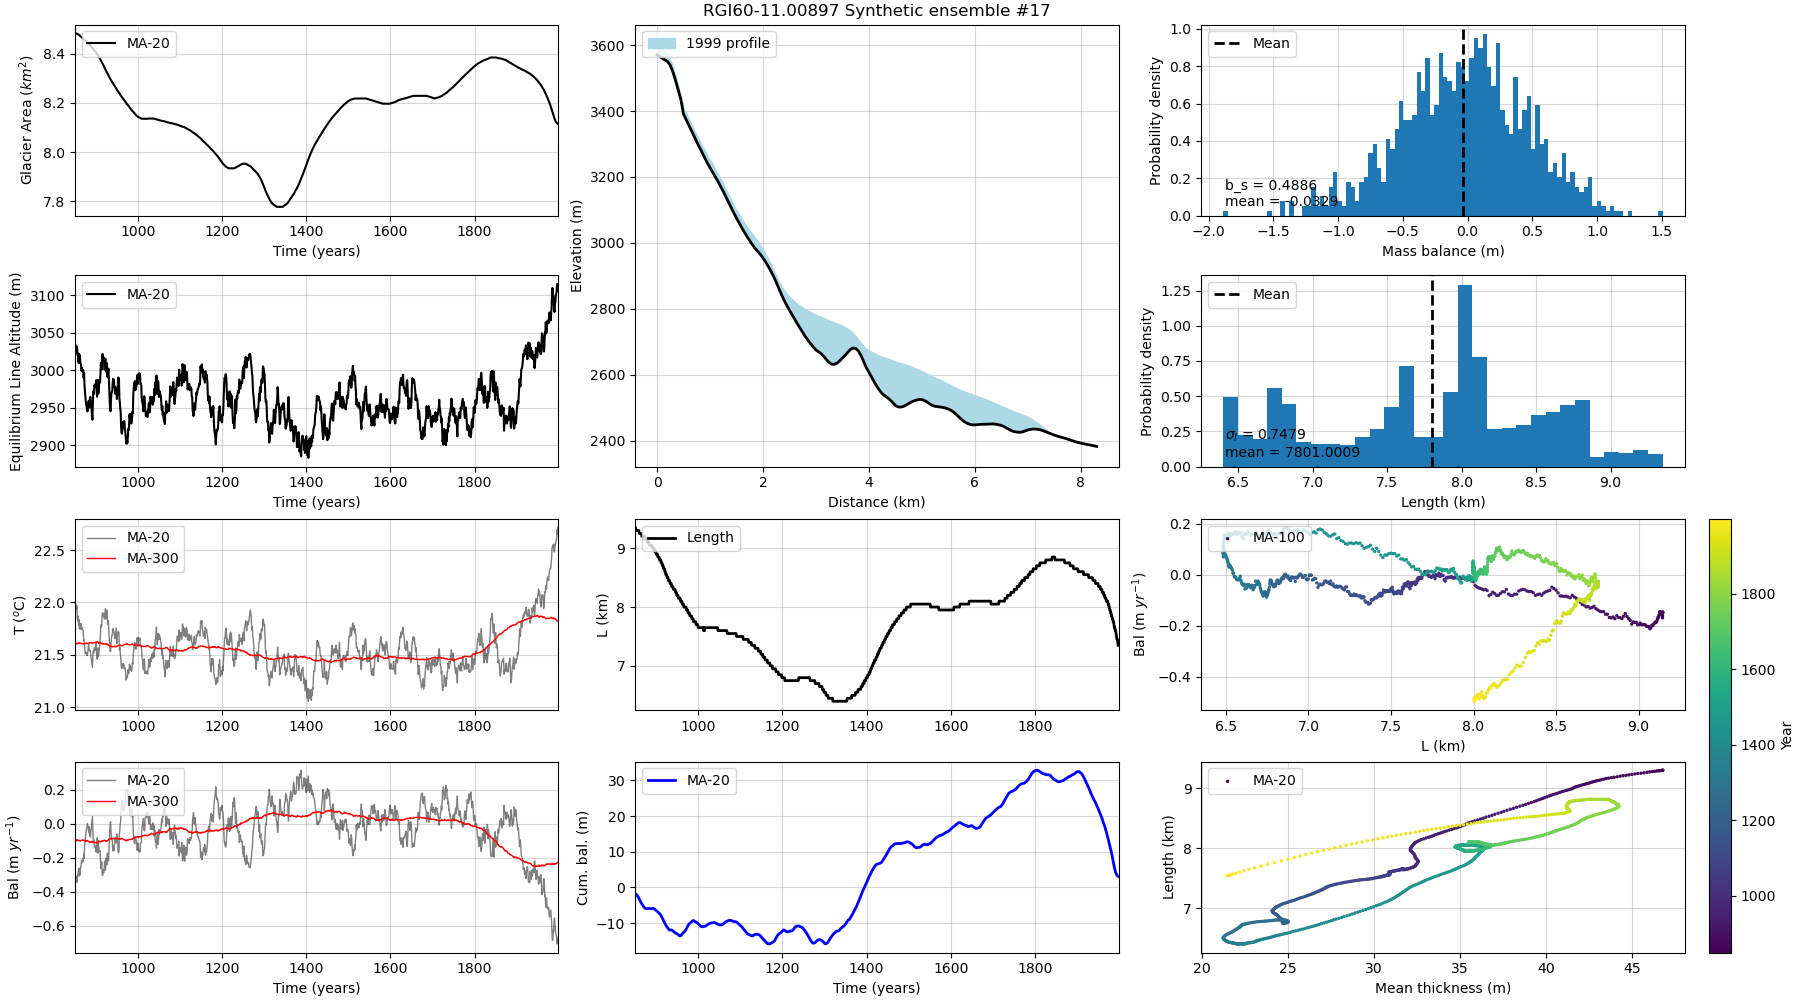 RGI60-11.00897 Synthetic ensemble #17
MA-20
Glacier Area (km²)
8.4
8.2
8.0
7.8
1000 1200 1400 1600 1800
Time (years)
1999 profile
Elevation (m)
3600
3400
3200
3000
2800
2600
2400
0 2 4 6 8
Distance (km)
Mean
Probability density
1.0
0.8
0.6
0.4
0.2
0.0
b_s = 0.4886
mean = -0.0329
−2.0 −1.5 −1.0 −0.5 0.0 0.5 1.0 1.5
Mass balance (m)
MA-20
Equilibrium Line Altitude (m)
3100
3050
3000
2950
2900
1000 1200 1400 1600 1800
Time (years)
Mean
Probability density
1.25
1.00
0.75
0.50
0.25
0.00
σl = 0.7479
mean = 7801.0009
6.5 7.0 7.5 8.0 8.5 9.0
Length (km)
MA-20
MA-300
T (°C)
22.5
22.0
21.5
21.0
1000 1200 1400 1600 1800
Length
L (km)
9
8
7
1000 1200 1400 1600 1800
MA-100
Bal (m yr⁻¹)
0.2
0.0
−0.2
−0.4
6.5 7.0 7.5 8.0 8.5 9.0
L (km)
MA-20
MA-300
Bal (m yr⁻¹)
0.2
0.0
−0.2
−0.4
−0.6
1000 1200 1400 1600 1800
Time (years)
MA-20
Cum. bal. (m)
30
20
10
0
−10
1000 1200 1400 1600 1800
Time (years)
MA-20
Length (km)
9
8
7
20 25 30 35 40 45
Mean thickness (m)
1800
1600
1400
1200
1000
Year